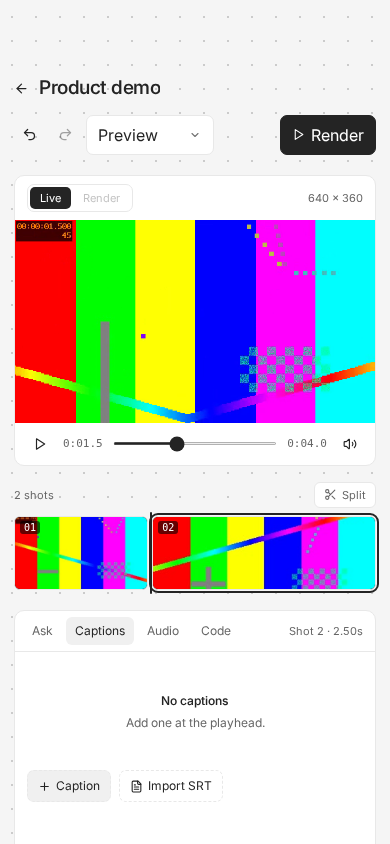 Product demo
Preview
Render
Live
Render
640 × 360
00:00:01.500
45
0:01.5
0:04.0
2 shots
Split
01
02
Ask
Captions
Audio
Code
Shot 2 · 2.50s
No captions
Add one at the playhead.
Caption
Import SRT